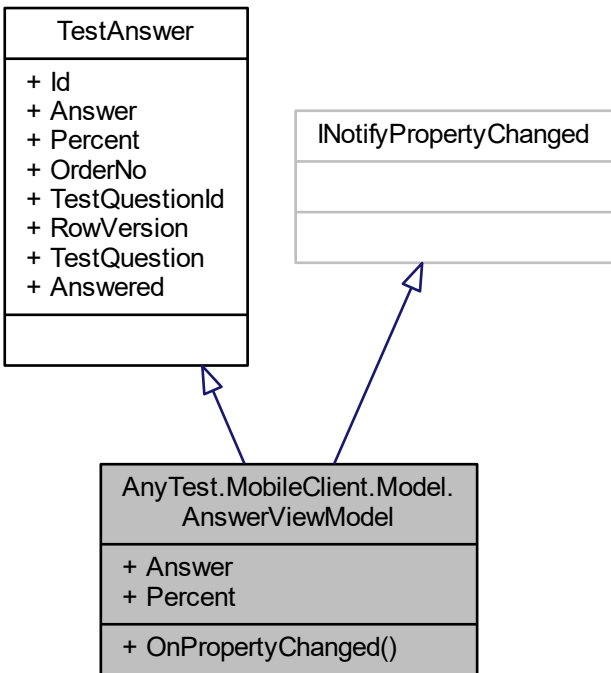 TestAnswer
+ Id
+ Answer
+ Percent
+ OrderNo
+ TestQuestionId
+ RowVersion
+ TestQuestion
+ Answered
INotifyPropertyChanged
AnyTest.MobileClient.Model.
AnswerViewModel
+ Answer
+ Percent
+ OnPropertyChanged()